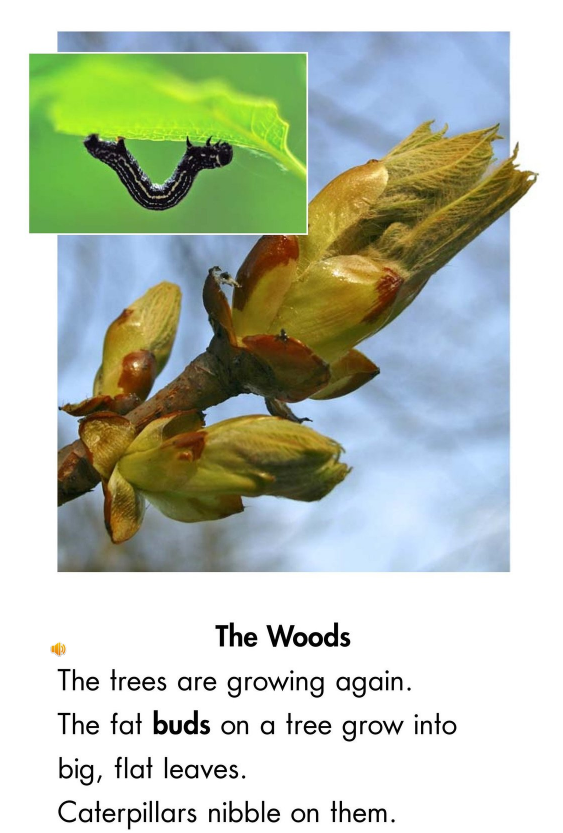 The Woods
The trees are growing again.
The fat buds on a tree grow into
big, flat leaves.
Caterpillars nibble on them.